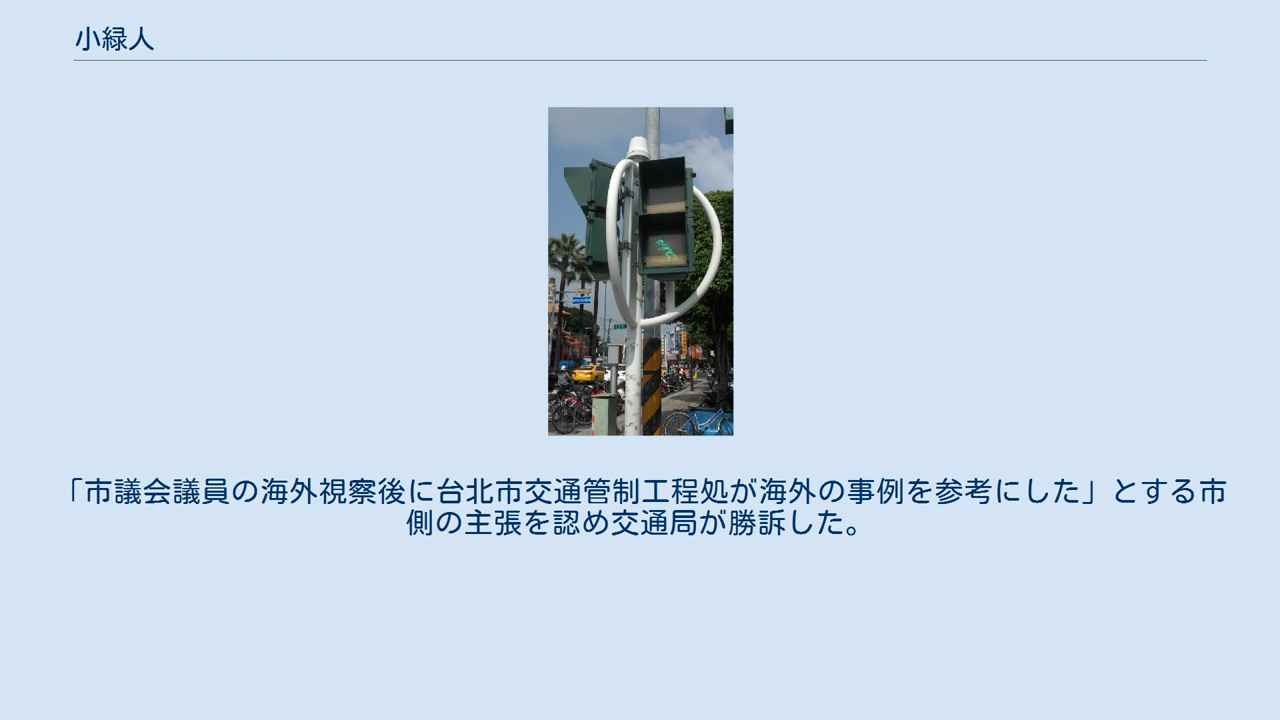 小緑人
「市議会議員の海外視察後に台北市交通管制工程処が海外の事例を参考にした」とする市
側の主張を認め交通局が勝訴した。